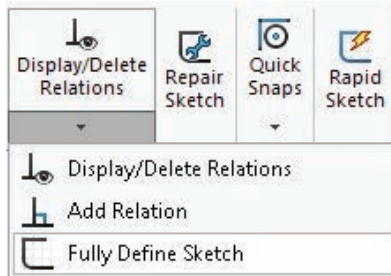 Display/Delete
Relations
Repair
Sketch
Quick
Snaps
Rapid
Sketch
Display/Delete Relations
Add Relation
Fully Define Sketch